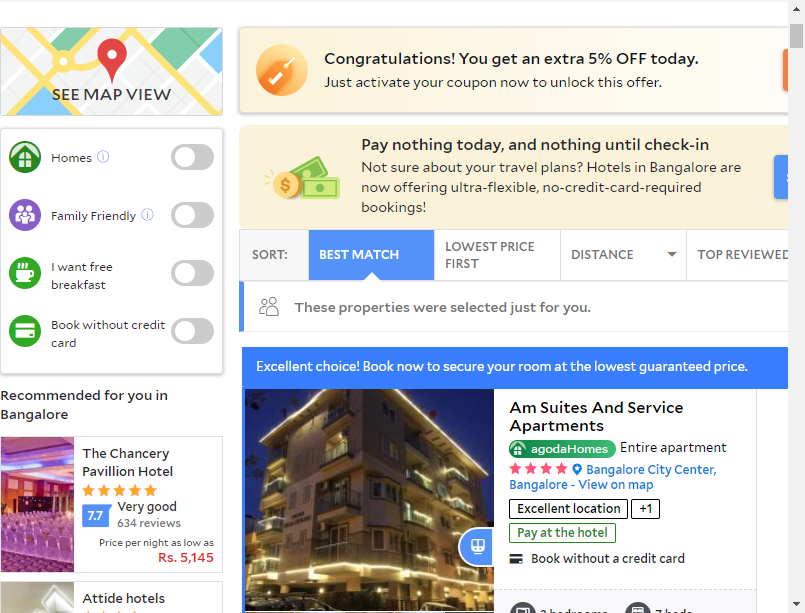 SEE MAP VIEW
Homes
Family Friendly
I want free
breakfast
Book without credit
card
Recommended for you in
Bangalore
The Chancery
Pavillion Hotel
7.7
Very good
634 reviews
Price per night as low as
Rs. 5,145
Attide hotels
Congratulations! You get an extra 5% OFF today.
Just activate your coupon now to unlock this offer.
Pay nothing today, and nothing until check-in
Not sure about your travel plans? Hotels in Bangalore are
now offering ultra-flexible, no-credit-card-required
bookings!
SORT:
BEST MATCH
LOWEST PRICE
FIRST
DISTANCE
TOP REVIEWED
These properties were selected just for you.
Excellent choice! Book now to secure your room at the lowest guaranteed price.
Am Suites And Service
Apartments
agodaHomes Entire apartment
Bangalore City Center,
Bangalore - View on map
Excellent location +1
Pay at the hotel
Book without a credit card